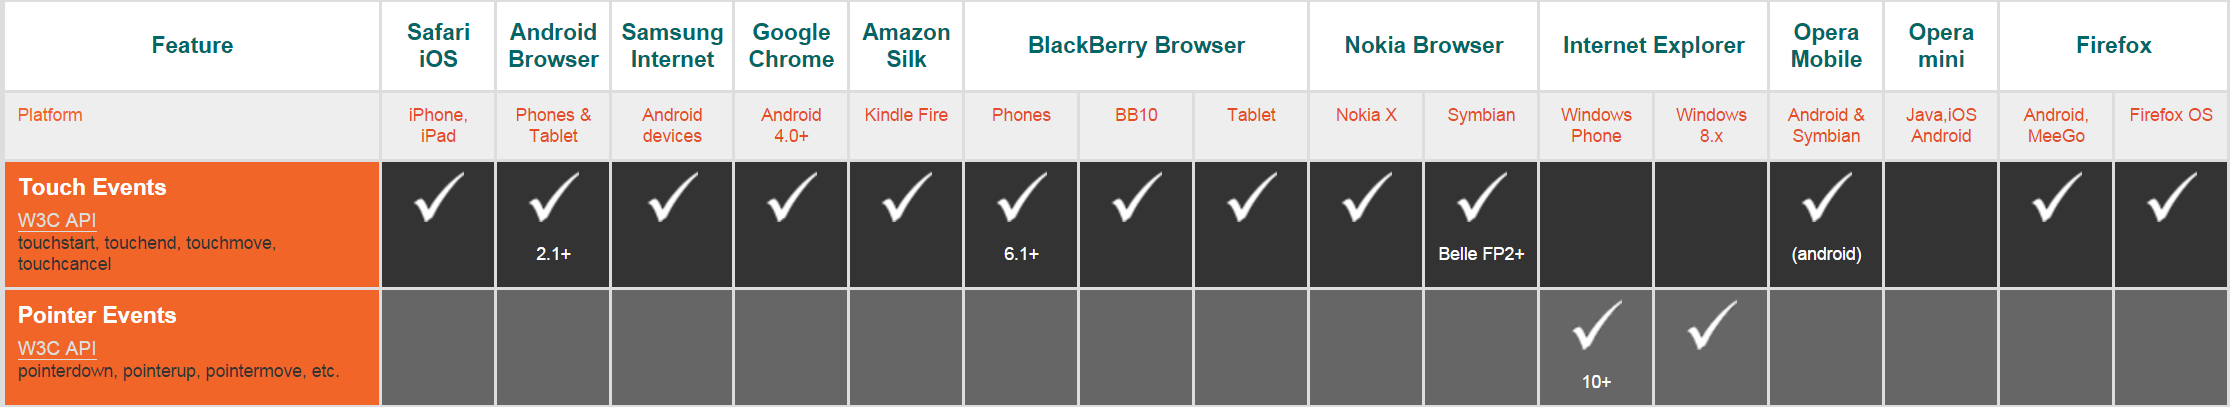 Feature
Safari
iOS
Android
Browser
Samsung
Internet
Google
Chrome
Amazon
Silk
BlackBerry Browser
Nokia Browser
Internet Explorer
Opera
Mobile
Opera
mini
Firefox
Platform
iPhone,
iPad
Phones &
Tablet
Android
devices
Android
4.0+
Kindle Fire
Phones
BB10
Tablet
Nokia X
Symbian
Windows
Phone
Windows
8.x
Android &
Symbian
Java,iOS
Android
Android,
MeeGo
Firefox OS
Touch Events
W3C API
touchstart, touchend, touchmove,
touchcancel
2.1+
6.1+
Belle FP2+
(android)
Pointer Events
W3C API
pointerdown, pointerup, pointermove, etc.
10+